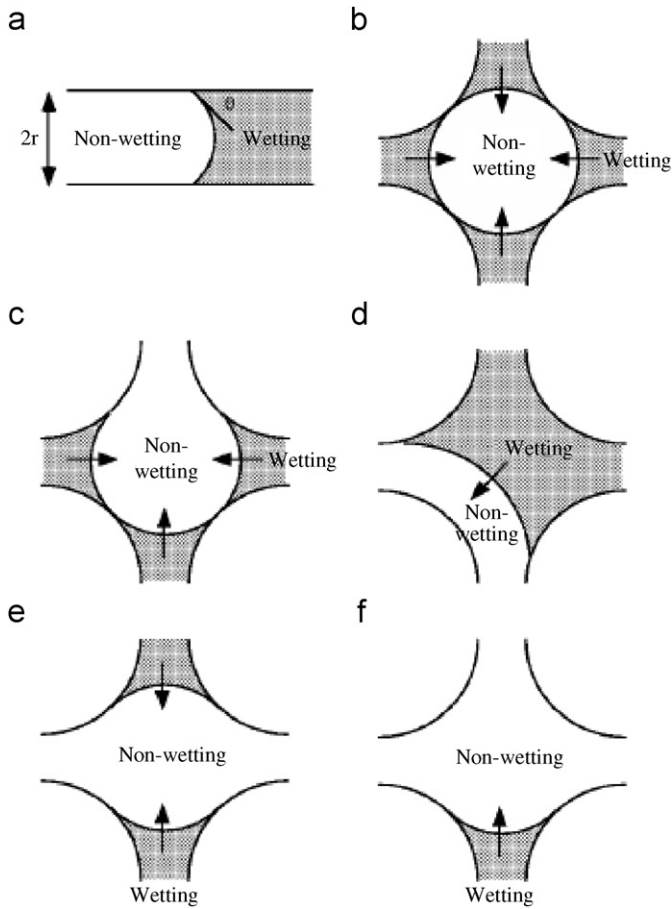 a
b
2r
Non-wetting
θ
Wetting
Non-
wetting
Wetting
c
d
Non-
wetting
Wetting
Wetting
Non-
wetting
e
f
Non-wetting
Wetting
Non-wetting
Wetting